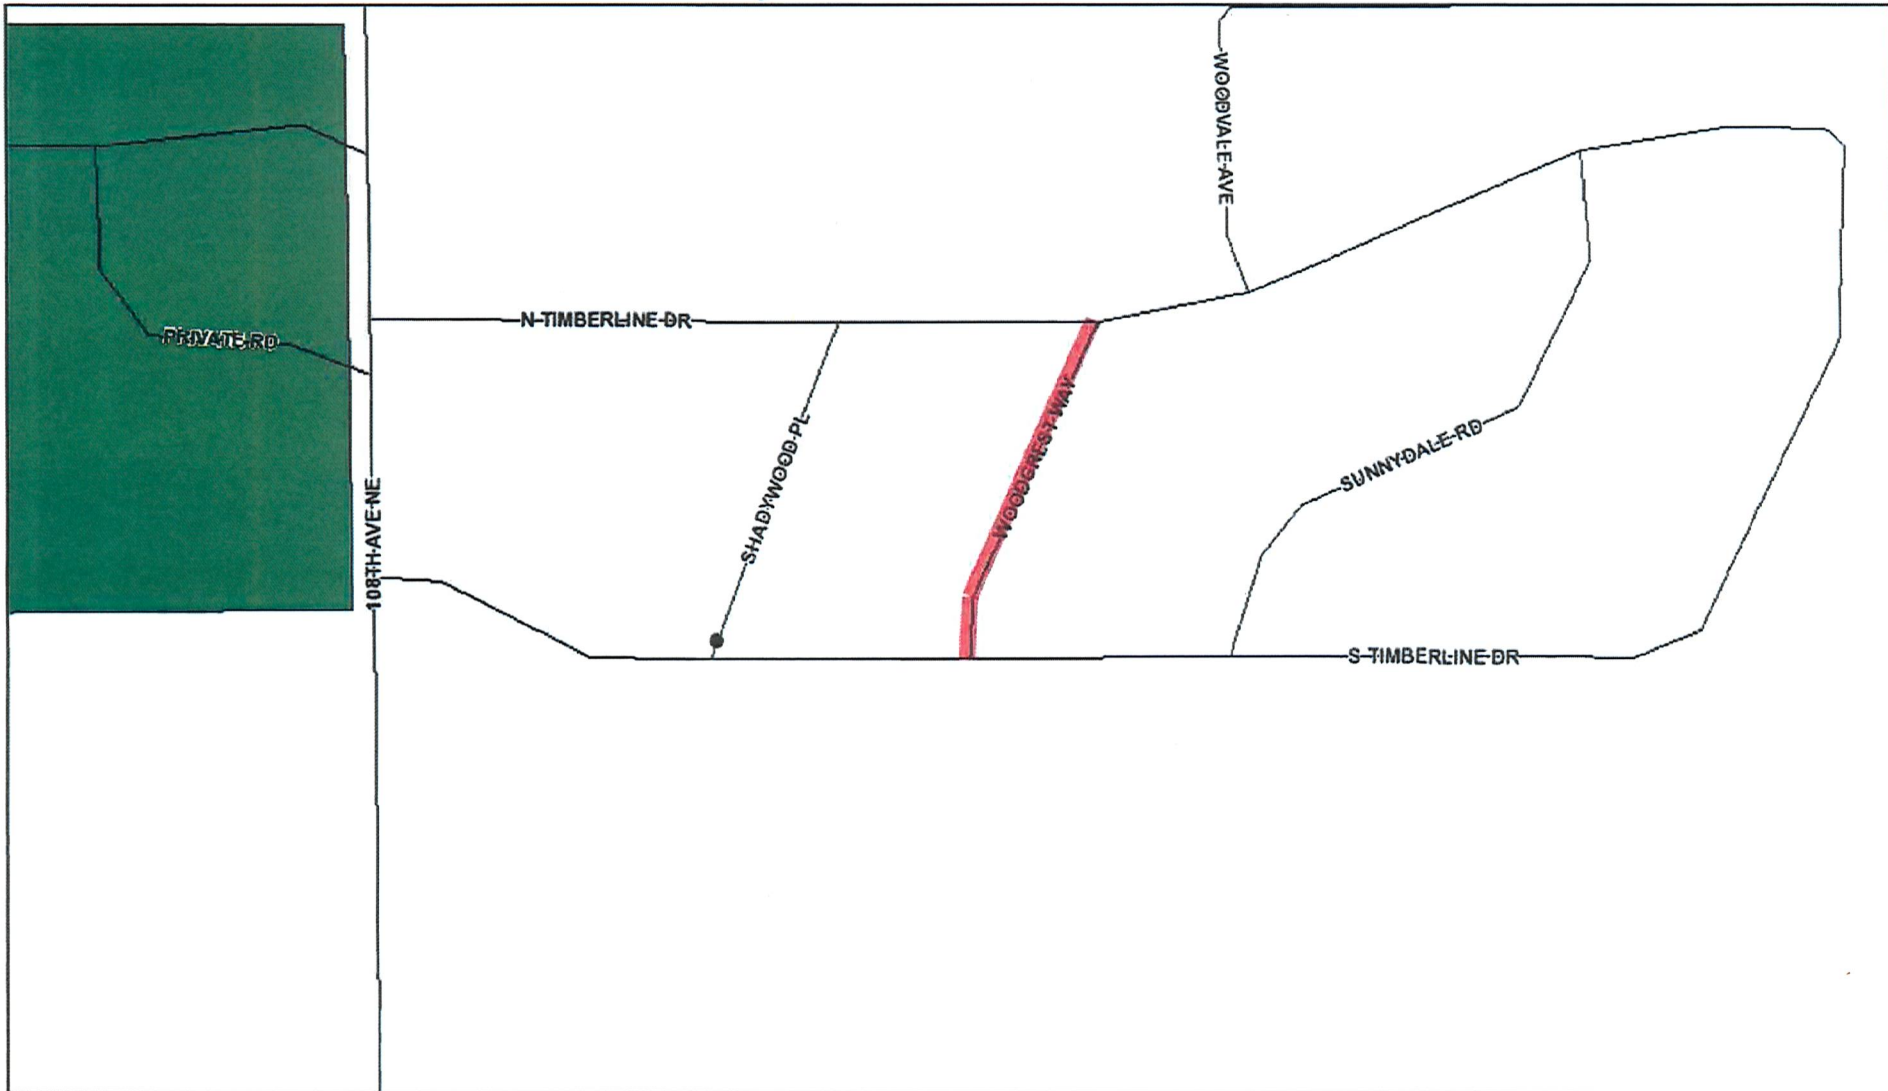 WOODVALE AVE
N TIMBERLINE DR
PRIVATE RD
WOODCREST WAY
SHADYWOOD PL
SUNNYDALE RD
108TH AVE NE
S TIMBERLINE DR